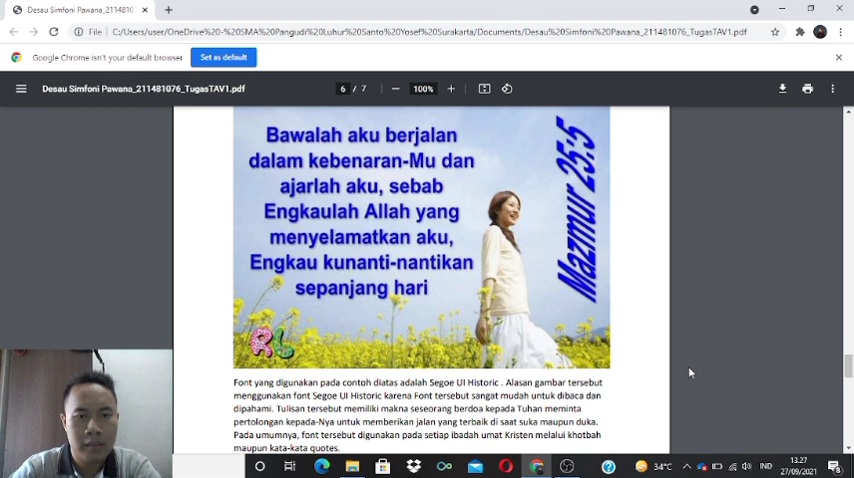 Desau Simfoni Pawana_21148107
File
C:/Users/user/OneDrive%20-%20SMA%20Pangudi%20Luhur%20Santo%20Yosef%20Surakarta/Documents/Desau%20Simfoni%20Pawana_211481076_TugasTAV1.pdf
Google Chrome isn't your default browser
Set as default
Desau Simfoni Pawana_211481076_TugasTAV1.pdf
6 / 7
100%
Bawalah aku berjalan
dalam kebenaran-Mu dan
ajarlah aku, sebab
Engkaulah Allah yang
menyelamatkan aku,
Engkau kunanti-nantikan
sepanjang hari
Mazmur 25:5
RL
Font yang digunakan pada contoh diatas adalah Segoe UI Historic . Alasan gambar tersebut
menggunakan font Segoe UI Historic karena Font tersebut sangat mudah untuk dibaca dan
dipahami. Tulisan tersebut memiliki makna seseorang berdoa kepada Tuhan meminta
pertolongan kepada-Nya untuk memberikan jalan yang terbaik di saat suka maupun duka.
Pada umumnya, font tersebut digunakan pada setiap ibadah umat Kristen melalui khotbah
maupun kata-kata quotes.
34°C
IND
13.27
27/09/2021